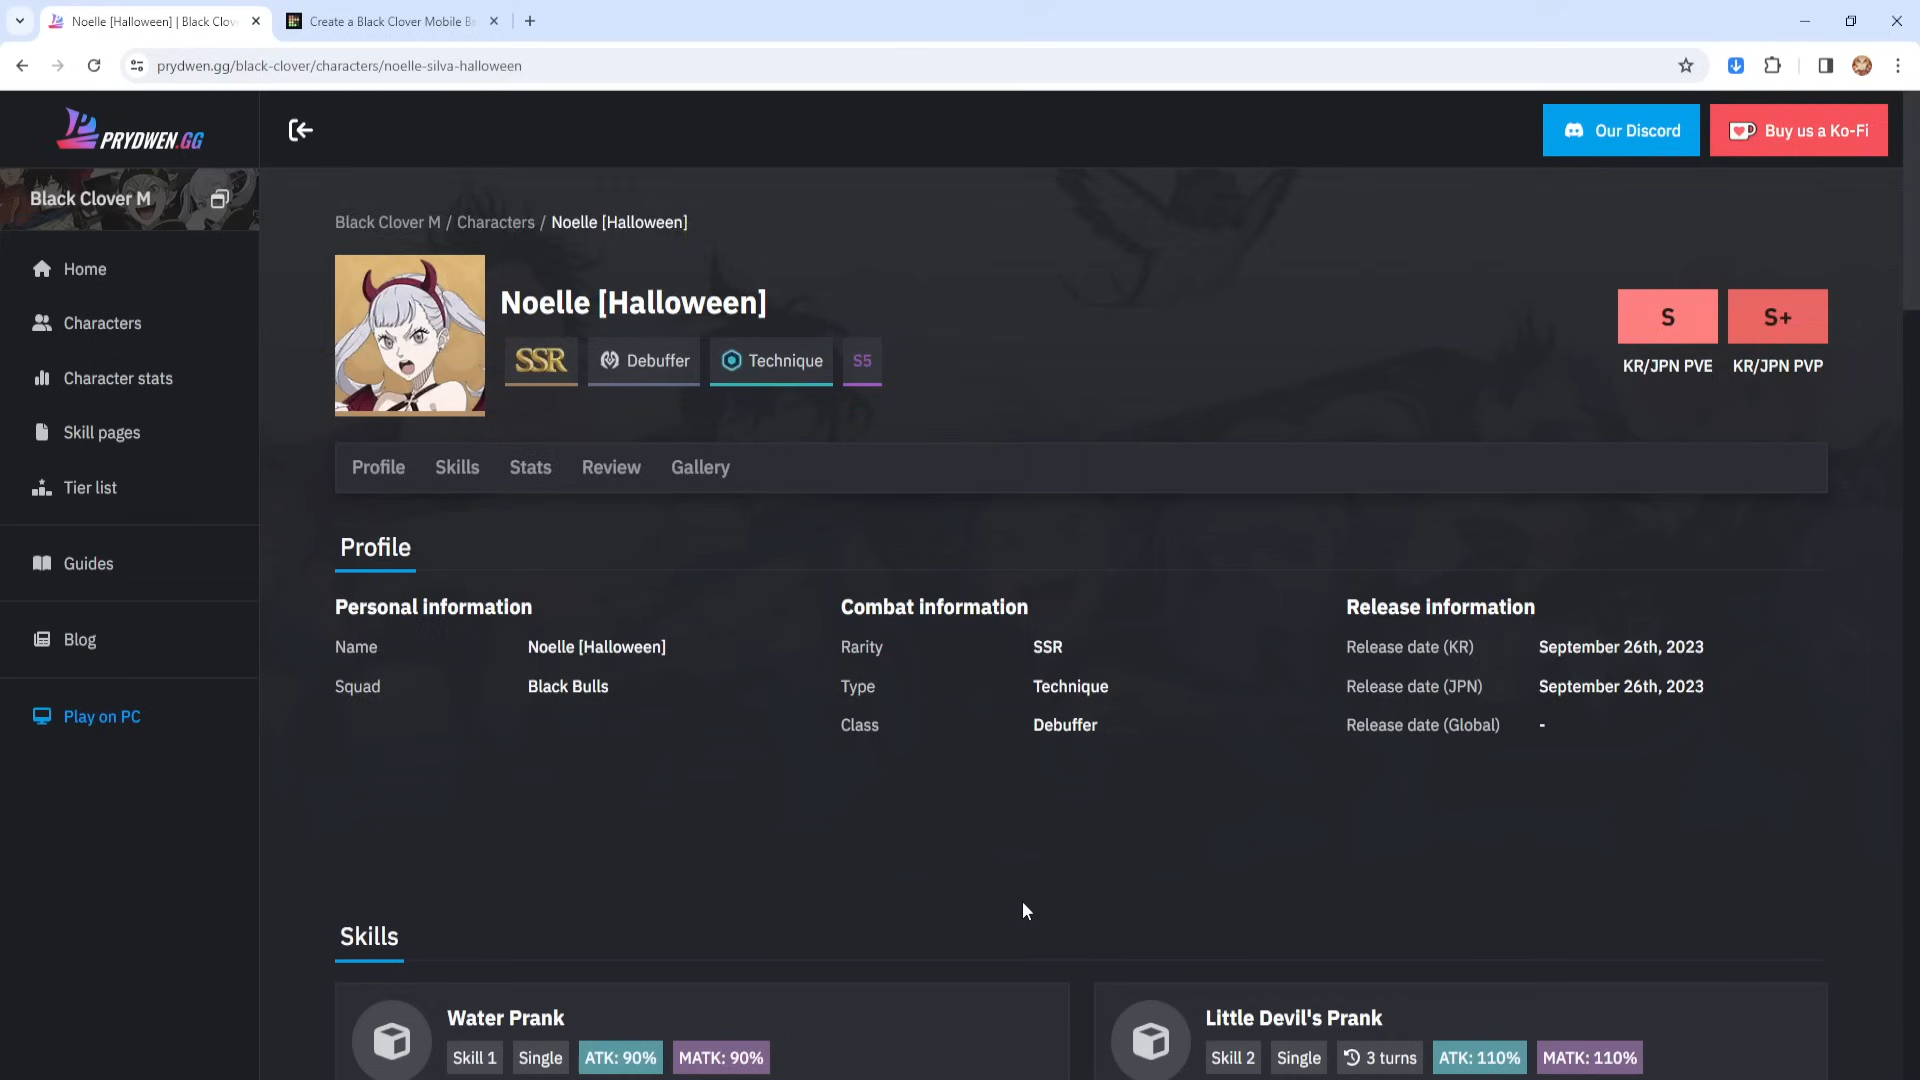 Noelle [Halloween] | Black Clov
Create a Black Clover Mobile Be
prydwen.gg/black-clover/characters/noelle-silva-halloween
PRYDWEN.GG
Our Discord
Buy us a Ko-Fi
Black Clover M
Home
Characters
Character stats
Skill pages
Tier list
Guides
Blog
Play on PC
Black Clover M / Characters / Noelle [Halloween]
Noelle [Halloween]
SSR
Debuffer
Technique
S5
S
S+
KR/JPN PVE
KR/JPN PVP
Profile
Skills
Stats
Review
Gallery
Profile
Personal information
Name Noelle [Halloween]
Squad Black Bulls
Combat information
Rarity SSR
Type Technique
Class Debuffer
Release information
Release date (KR) September 26th, 2023
Release date (JPN) September 26th, 2023
Release date (Global) -
Skills
Water Prank
Skill 1 Single ATK: 90% MATK: 90%
Little Devil's Prank
Skill 2 Single 3 turns ATK: 110% MATK: 110%